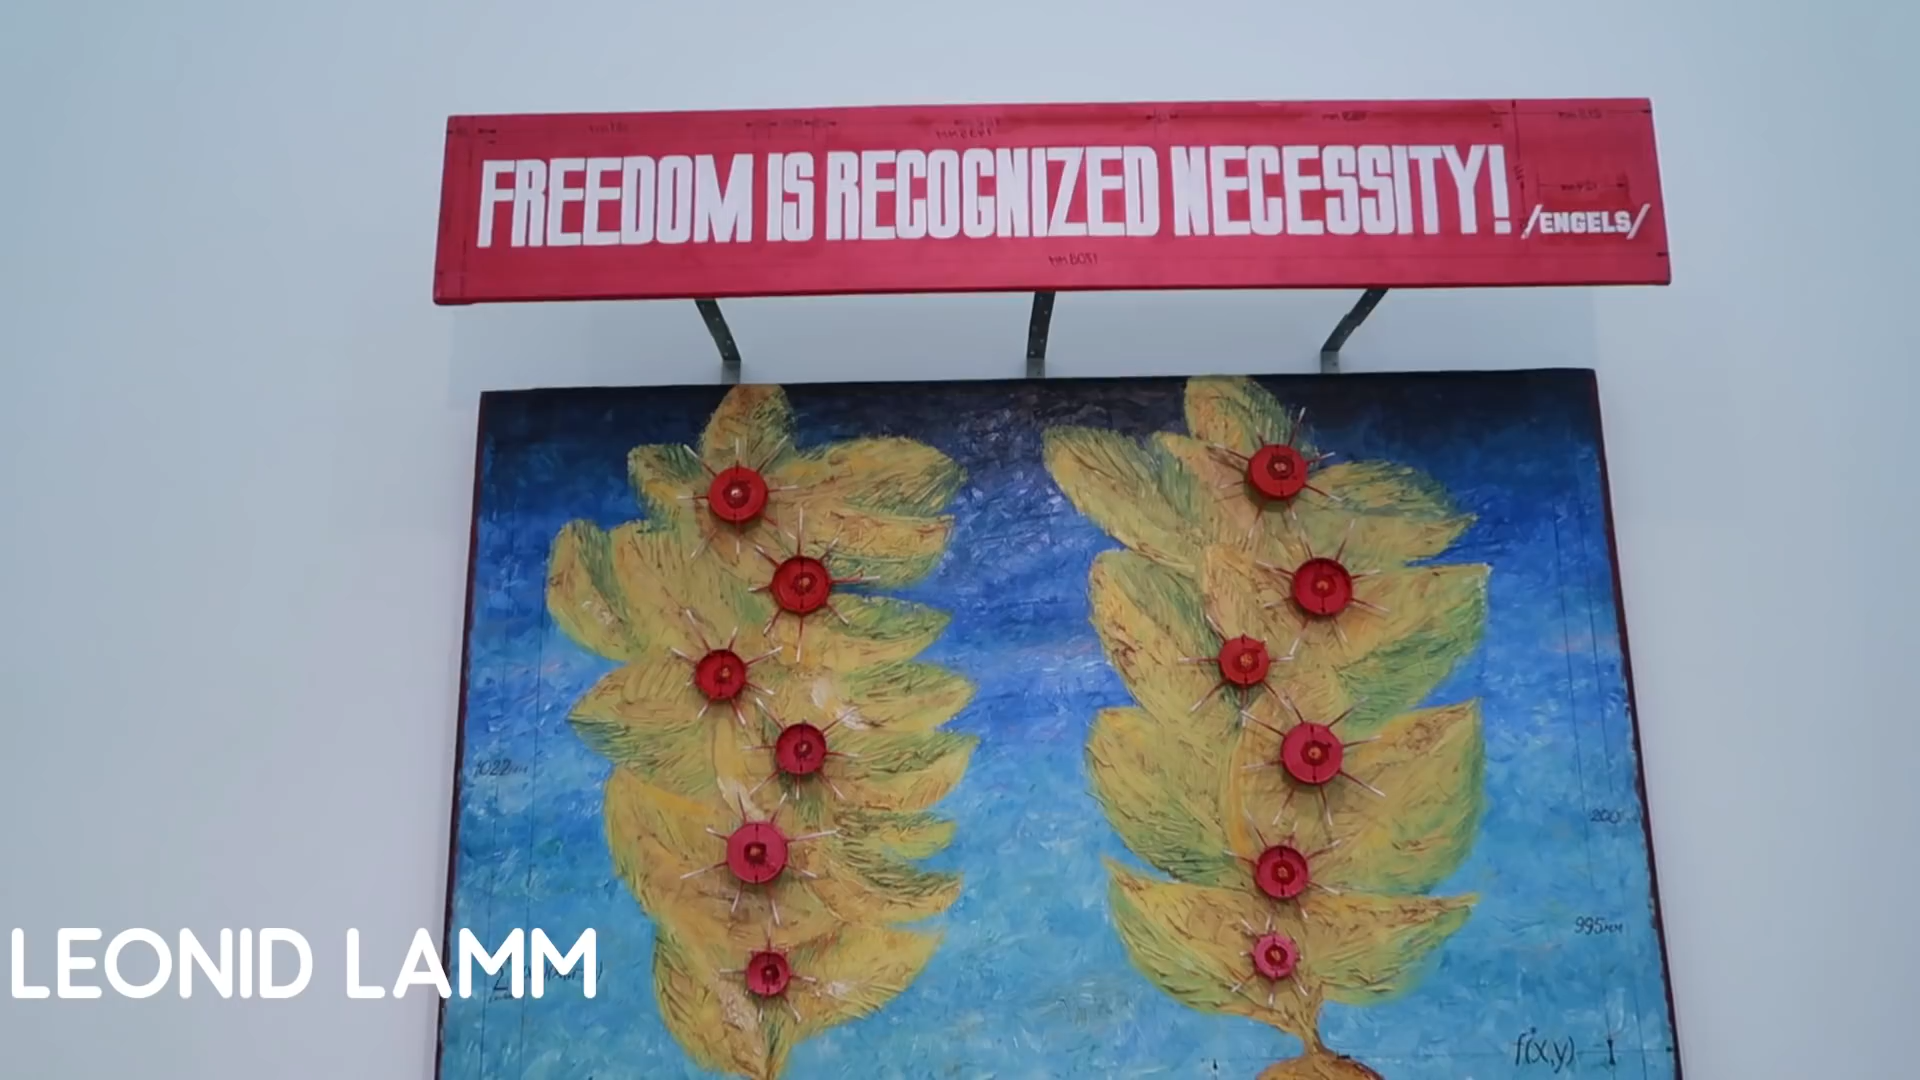 FREEDOM IS RECOGNIZED NECESSITY!
/ENGELS/
1022мм
200
995мм
LEONID LAMM
f(x,y)